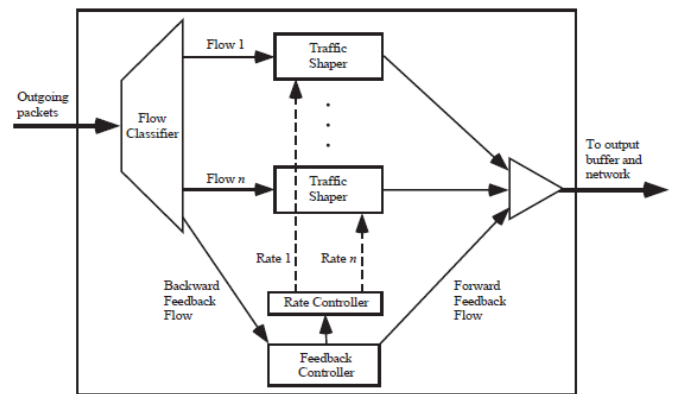 Flow 1
Traffic
Shaper
Outgoing
packets
Flow
Classifier
.
.
.
To output
buffer and
network
Flow n
Traffic
Shaper
Rate 1
Rate n
Backward
Feedback
Flow
Rate Controller
Forward
Feedback
Flow
Feedback
Controller